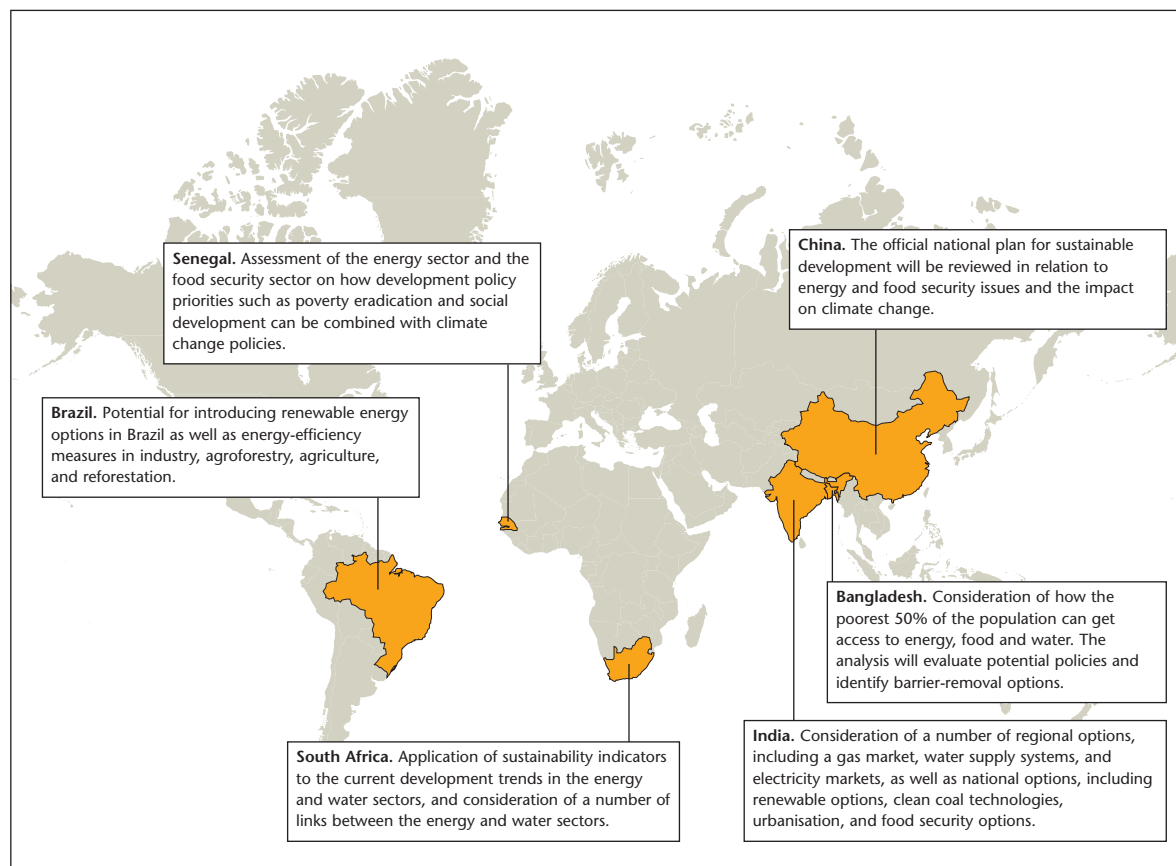 Senegal. Assessment of the energy sector and the
food security sector on how development policy
priorities such as poverty eradication and social
development can be combined with climate
change policies.
China. The official national plan for sustainable
development will be reviewed in relation to
energy and food security issues and the impact
on climate change.
Brazil. Potential for introducing renewable energy
options in Brazil as well as energy-efficiency
measures in industry, agroforestry, agriculture,
and reforestation.
Bangladesh. Consideration of how the
poorest 50% of the population can get
access to energy, food and water. The
analysis will evaluate potential policies and
identify barrier-removal options.
South Africa. Application of sustainability indicators
to the current development trends in the energy
and water sectors, and consideration of a number of
links between the energy and water sectors.
India. Consideration of a number of regional options,
including a gas market, water supply systems, and
electricity markets, as well as national options, including
renewable options, clean coal technologies,
urbanisation, and food security options.